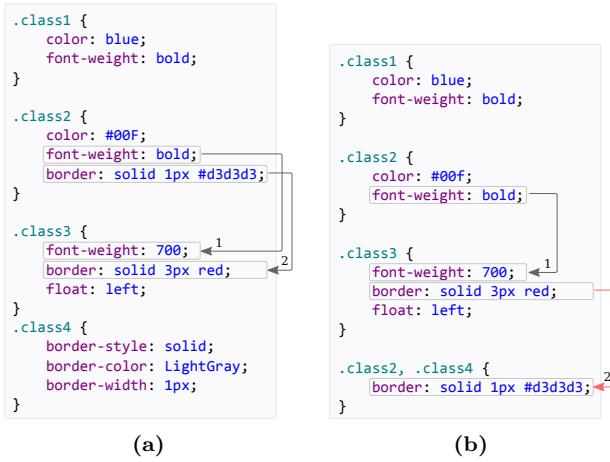 .class1 {
color: blue;
font-weight: bold;
}
.class2 {
color: #00F;
font-weight: bold;
border: solid 1px #d3d3d3;
}
.class3 {
font-weight: 700;
1
border: solid 3px red;
2
float: left;
}
.class4 {
border-style: solid;
border-color: LightGray;
border-width: 1px;
}
(a)
.class1 {
color: blue;
font-weight: bold;
}
.class2 {
color: #00f;
font-weight: bold;
}
.class3 {
font-weight: 700;
1
border: solid 3px red;
float: left;
}
.class2, .class4 {
border: solid 1px #d3d3d3;
2
}
(b)